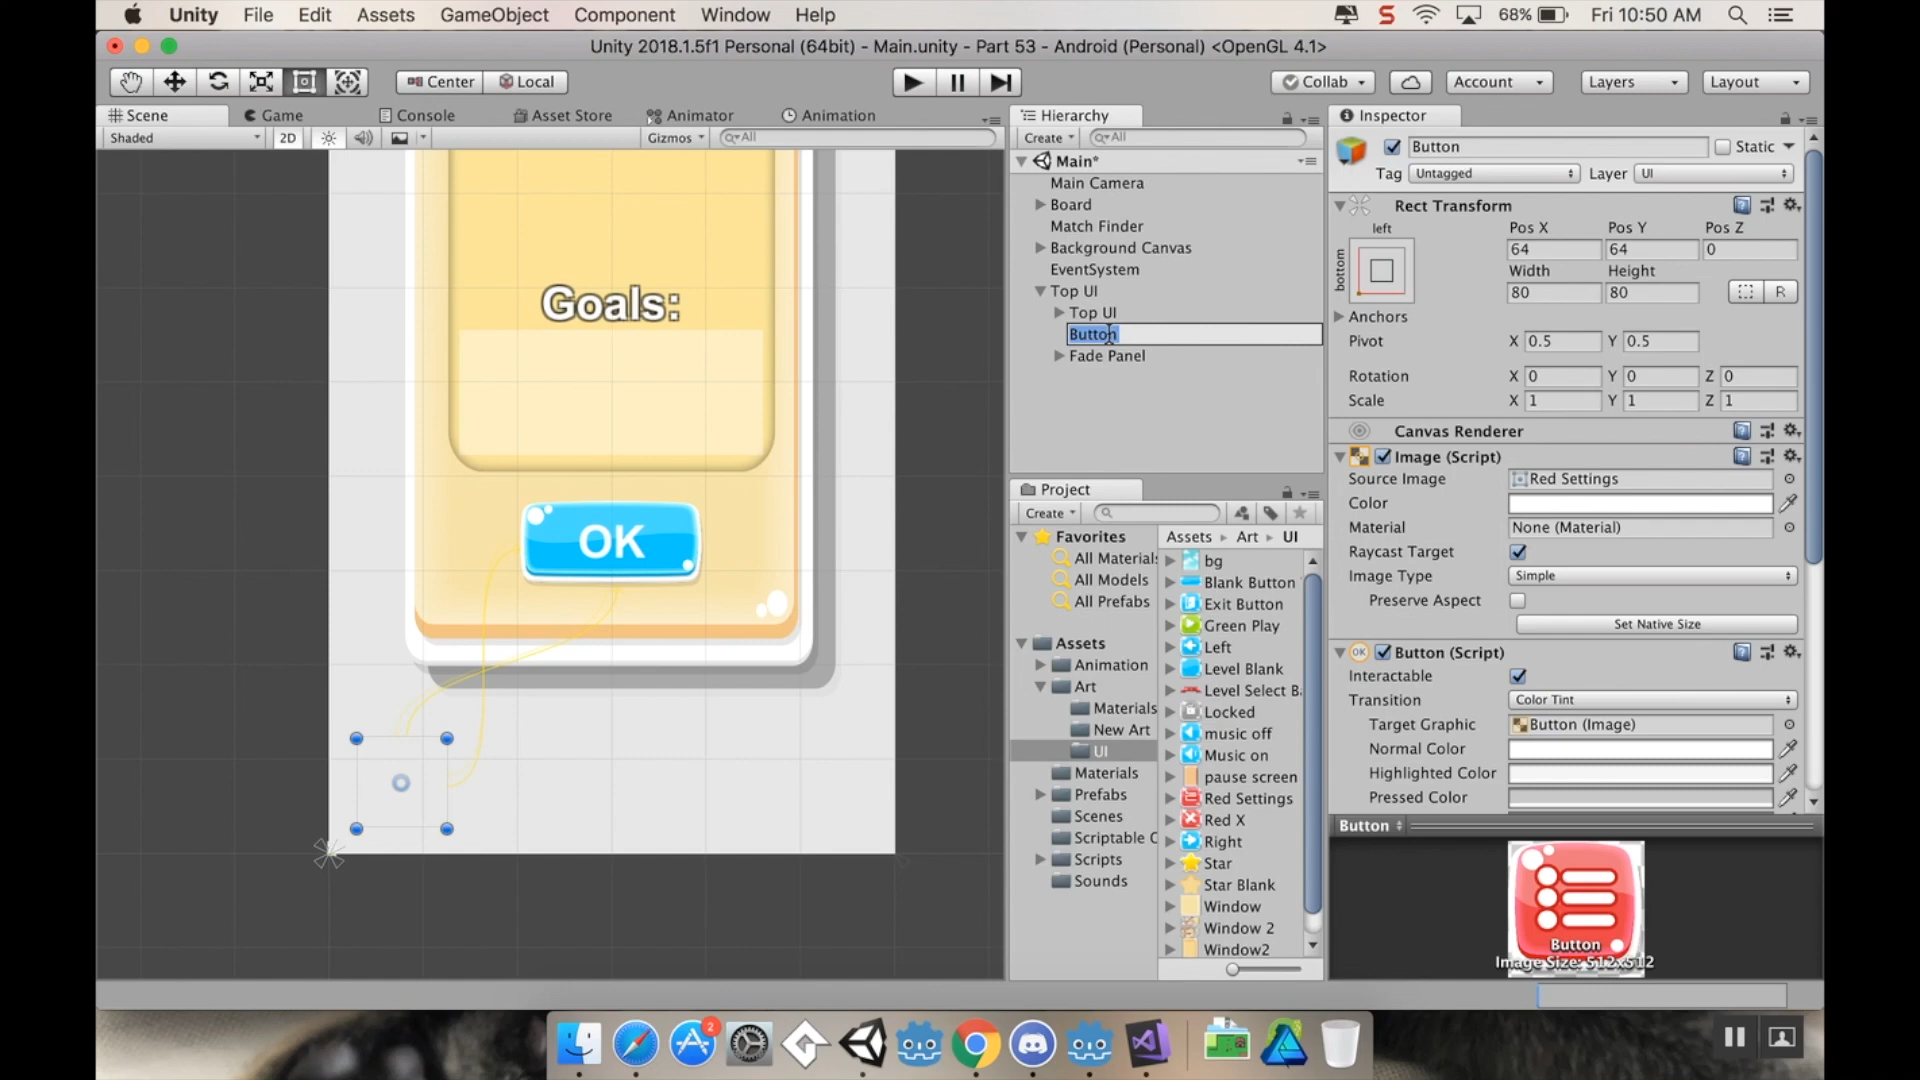 Unity File Edit Assets GameObject Component Window Help
68% Fri 10:50 AM
Unity 2018.1.5f1 Personal (64bit) - Main.unity - Part 53 - Android (Personal) <OpenGL 4.1>
Center Local
Collab Account Layers Layout
Scene Game Console Asset Store Animator Animation
Shaded 2D Gizmos All
Goals:
OK
Hierarchy
Create All
Main*
Main Camera
Board
Match Finder
Background Canvas
EventSystem
Top UI
Top UI
Button
Fade Panel
Project
Create
Favorites
All Materials
All Models
All Prefabs
Assets
Animation
Art
Materials
New Art
UI
Materials
Prefabs
Scenes
Scriptable O
Scripts
Sounds
Assets Art UI
bg
Blank Button
Exit Button
Green Play
Left
Level Blank
Level Select B
Locked
music off
Music on
pause screen
Red Settings
Red X
Right
Star
Star Blank
Window
Window 2
Window2
Inspector
Button Static
Tag Untagged Layer UI
Rect Transform
left Pos X Pos Y Pos Z
bottom 64 64 0
Width Height
80 80 R
Anchors
Pivot X 0.5 Y 0.5
Rotation X 0 Y 0 Z 0
Scale X 1 Y 1 Z 1
Canvas Renderer
Image (Script)
Source Image Red Settings
Color
Material None (Material)
Raycast Target
Image Type Simple
Preserve Aspect
Set Native Size
OK Button (Script)
Interactable
Transition Color Tint
Target Graphic Button (Image)
Normal Color
Highlighted Color
Pressed Color
Button
Button
Image Size: 512x512
2